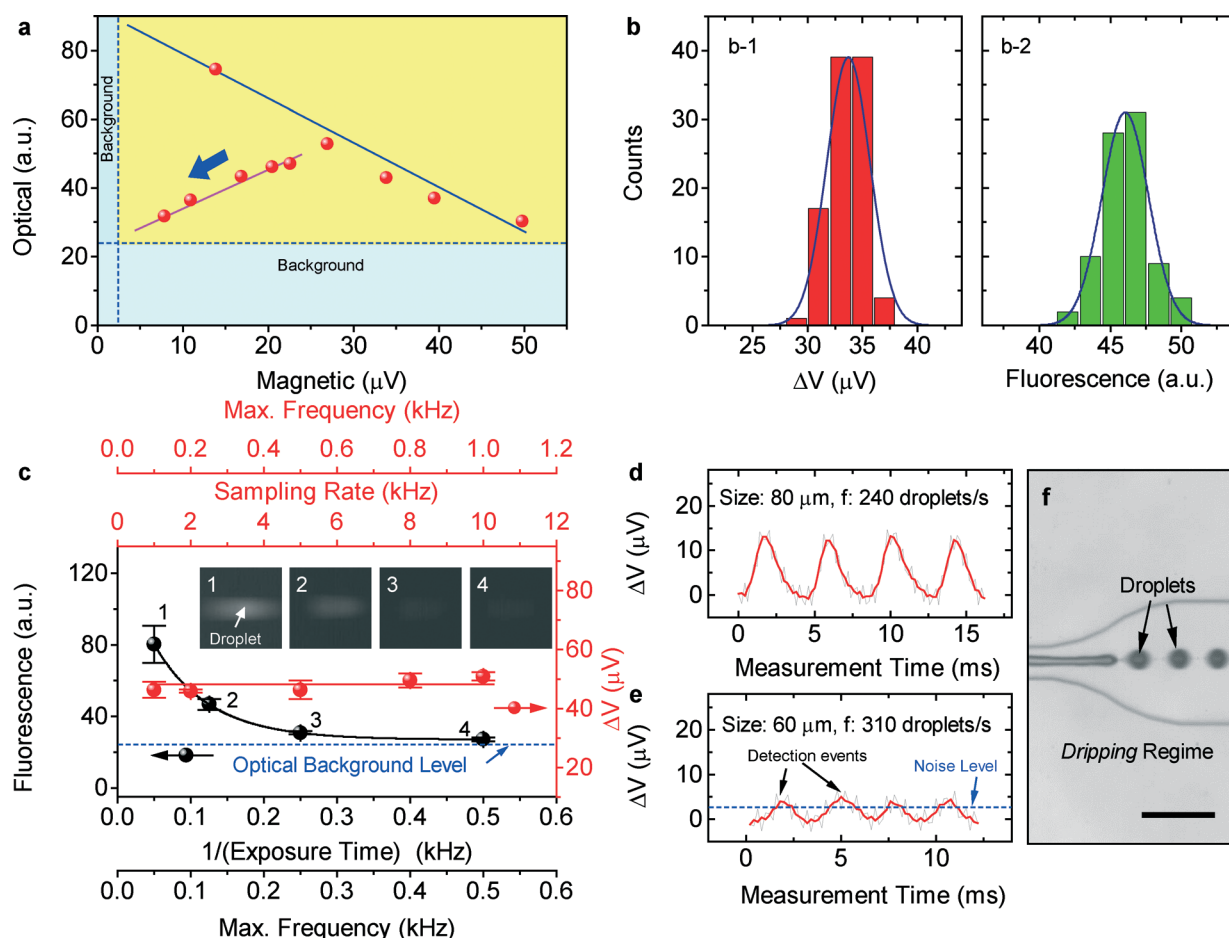 a
80
60
40
20
0
Optical (a.u.)
Background
Background
0 10 20 30 40 50
Magnetic (μV)
b
b-1
b-2
40
30
20
10
0
Counts
25 30 35 40
ΔV (μV)
40 45 50
Fluorescence (a.u.)
Max. Frequency (kHz)
0.0 0.2 0.4 0.6 0.8 1.0 1.2
c
Sampling Rate (kHz)
0 2 4 6 8 10 12
120
80
40
0
Fluorescence (a.u.)
1 2 3 4
Droplet
1
2
3
4
Optical Background Level
80
60
40
20
ΔV (μV)
0.0 0.1 0.2 0.3 0.4 0.5 0.6
1/(Exposure Time) (kHz)
0.0 0.1 0.2 0.3 0.4 0.5 0.6
Max. Frequency (kHz)
d
Size: 80 μm, f: 240 droplets/s
20
10
0
ΔV (μV)
0 5 10 15
Measurement Time (ms)
e
Size: 60 μm, f: 310 droplets/s
Detection events
Noise Level
20
10
0
ΔV (μV)
0 5 10
Measurement Time (ms)
f
Droplets
Dripping Regime